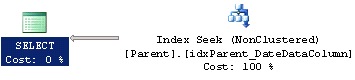 SELECT
Cost: 0 %
Index Seek (NonClustered)
[Parent].[idxParent_DateDataColumn]
Cost: 100 %